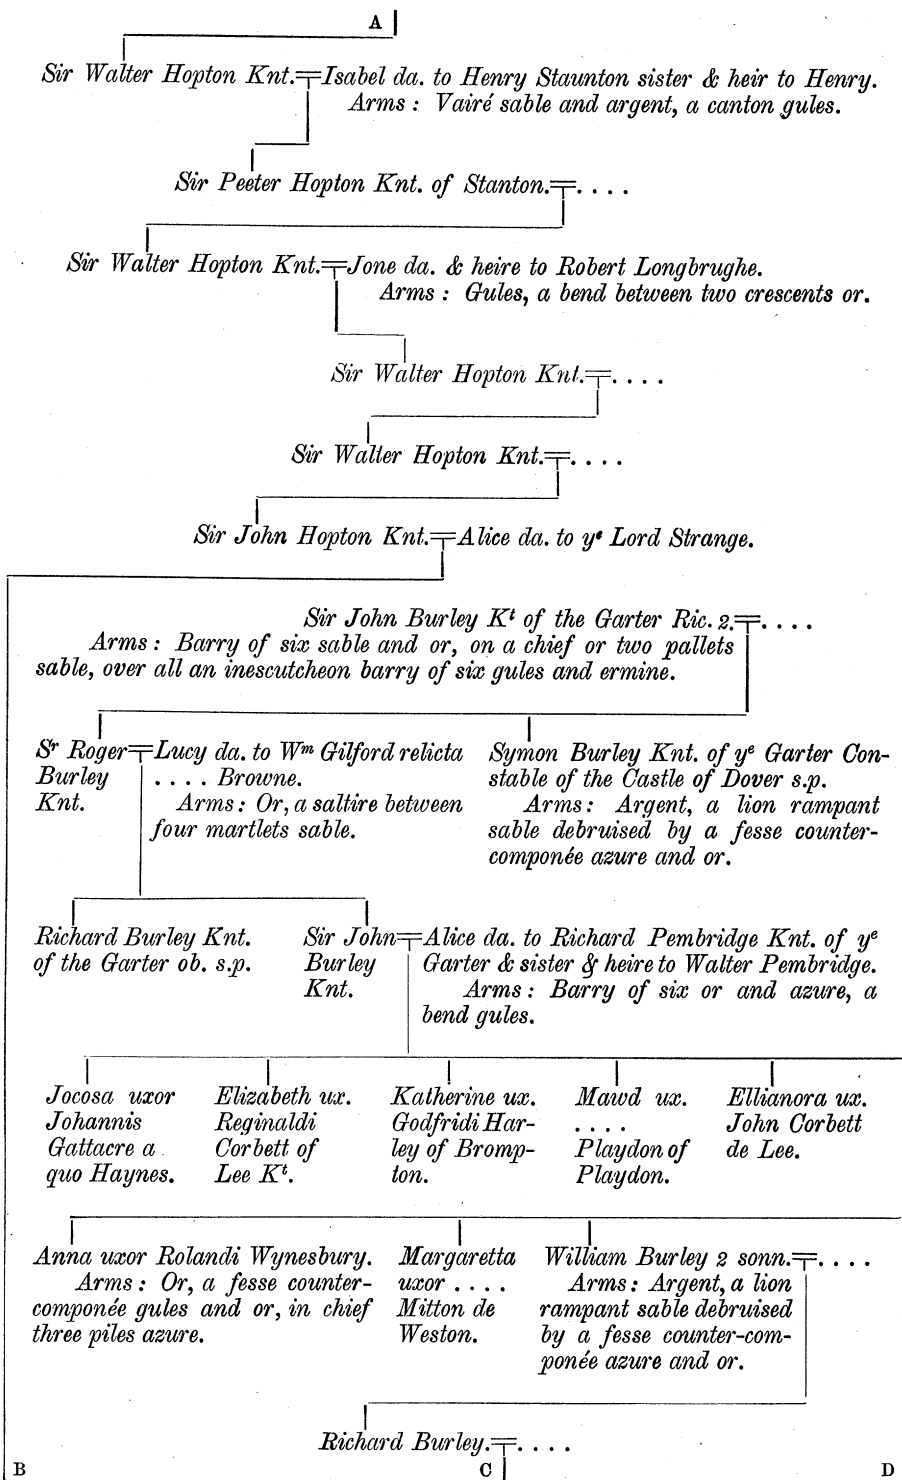 A
Sir Walter Hopton Knt.=Isabel da. to Henry Staunton sister & heir to Henry.
Arms : Vairé sable and argent, a canton gules.
Sir Peeter Hopton Knt. of Stanton.=. . . .
Sir Walter Hopton Knt.=Jone da. & heire to Robert Longbrughe.
Arms : Gules, a bend between two crescents or.
Sir Walter Hopton Knt.=. . . .
Sir Walter Hopton Knt.=. . . .
Sir John Hopton Knt.=Alice da. to yᵉ Lord Strange.
Sir John Burley Kᵗ of the Garter Ric. 2.=. . . .
Arms : Barry of six sable and or, on a chief or two pallets
sable, over all an inescutcheon barry of six gules and ermine.
Sʳ Roger=
Burley
Knt.
Lucy da. to Wᵐ Gilford relicta
. . . . Browne.
Arms : Or, a saltire between
four martlets sable.
Symon Burley Knt. of yᵉ Garter Con-
stable of the Castle of Dover s.p.
Arms : Argent, a lion rampant
sable debruised by a fesse counter-
componée azure and or.
Richard Burley Knt.
of the Garter ob. s.p.
Sir John=
Burley
Knt.
Alice da. to Richard Pembridge Knt. of yᵉ
Garter & sister & heire to Walter Pembridge.
Arms : Barry of six or and azure, a
bend gules.
Jocosa uxor
Johannis
Gattacre a
quo Haynes.
Elizabeth ux.
Reginaldi
Corbett of
Lee Kᵗ.
Katherine ux.
Godfridi Har-
ley of Bromp-
ton.
Mawd ux.
. . . .
Playdon of
Playdon.
Ellianora ux.
John Corbett
de Lee.
Anna uxor Rolandi Wynesbury.
Arms : Or, a fesse counter-
componée gules and or, in chief
three piles azure.
Margaretta
uxor . . . .
Mitton de
Weston.
William Burley 2 sonn.=. . . .
Arms : Argent, a lion
rampant sable debruised
by a fesse counter-com-
ponée azure and or.
Richard Burley.=. . . .
B C D